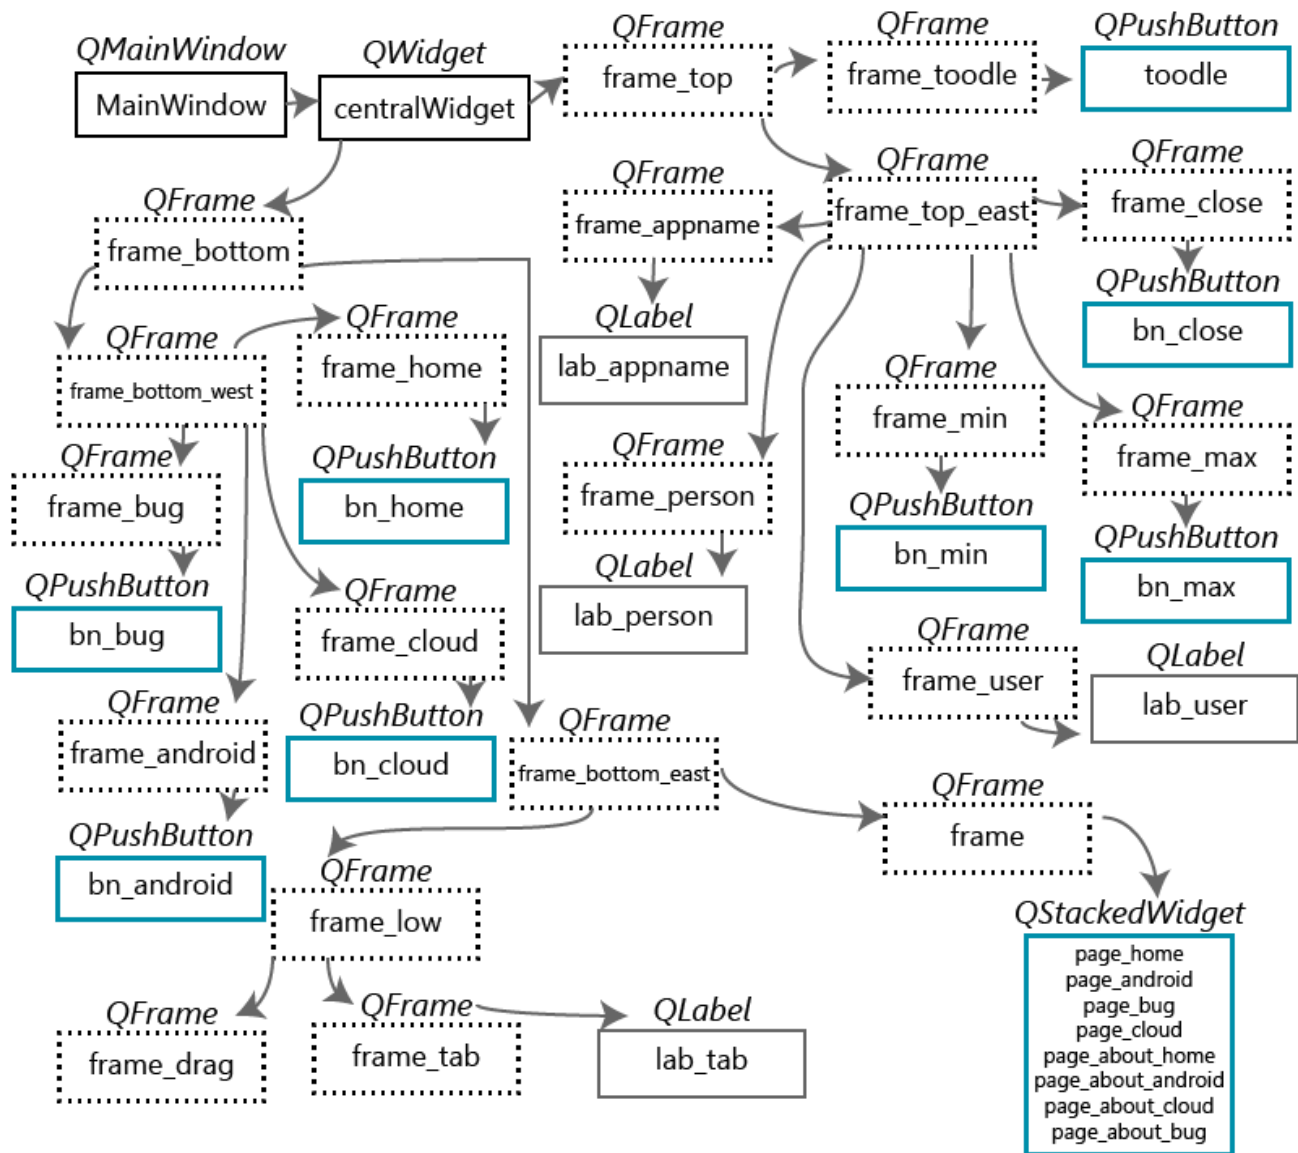 QMainWindow
MainWindow
QWidget
centralWidget
QFrame
frame_top
QFrame
frame_toodle
QPushButton
toodle
QFrame
frame_bottom
QFrame
frame_appname
QLabel
lab_appname
QFrame
frame_top_east
QFrame
frame_close
QPushButton
bn_close
QFrame
frame_bottom_west
QFrame
frame_home
QPushButton
bn_home
QFrame
frame_bug
QPushButton
bn_bug
QFrame
frame_person
QLabel
lab_person
QFrame
frame_min
QPushButton
bn_min
QFrame
frame_max
QPushButton
bn_max
QFrame
frame_cloud
QPushButton
bn_cloud
QFrame
frame_user
QLabel
lab_user
QFrame
frame_android
QPushButton
bn_android
QFrame
frame_bottom_east
QFrame
frame
QFrame
frame_low
QStackedWidget
page_home
page_android
page_bug
page_cloud
page_about_home
page_about_android
page_about_cloud
page_about_bug
QFrame
frame_drag
QFrame
frame_tab
QLabel
lab_tab